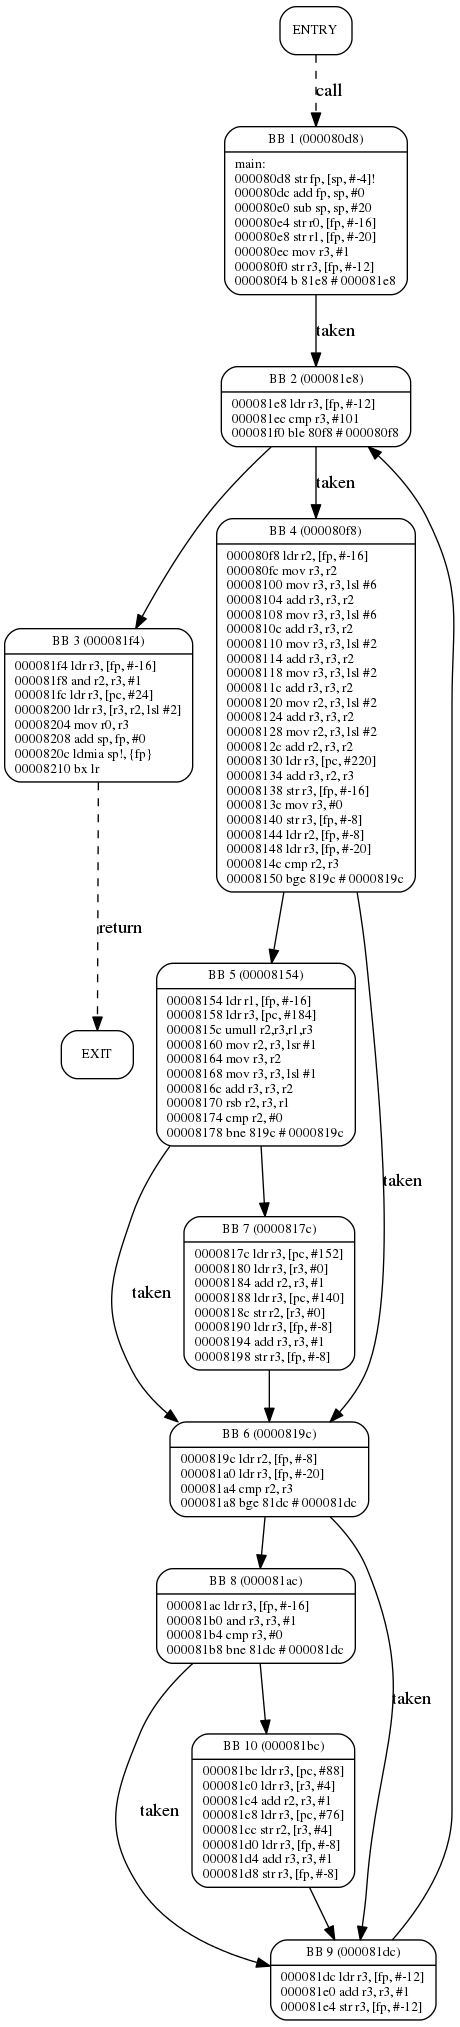 ENTRY
call
BB 1 (000080d8)
main:
000080d8 str fp, [sp, #-4]!
000080dc add fp, sp, #0
000080e0 sub sp, sp, #20
000080e4 str r0, [fp, #-16]
000080e8 str r1, [fp, #-20]
000080ec mov r3, #1
000080f0 str r3, [fp, #-12]
000080f4 b 81e8 # 000081e8
taken
BB 2 (000081e8)
000081e8 ldr r3, [fp, #-12]
000081ec cmp r3, #101
000081f0 ble 80f8 # 000080f8
taken
BB 4 (000080f8)
000080f8 ldr r2, [fp, #-16]
000080fc mov r3, r2
00008100 mov r3, r3, lsl #6
00008104 add r3, r3, r2
00008108 mov r3, r3, lsl #6
0000810c add r3, r3, r2
00008110 mov r3, r3, lsl #2
00008114 add r3, r3, r2
00008118 mov r3, r3, lsl #2
0000811c add r3, r3, r2
00008120 mov r2, r3, lsl #2
00008124 add r3, r3, r2
00008128 mov r2, r3, lsl #2
0000812c add r2, r3, r2
00008130 ldr r3, [pc, #220]
00008134 add r3, r2, r3
00008138 str r3, [fp, #-16]
0000813c mov r3, #0
00008140 str r3, [fp, #-8]
00008144 ldr r2, [fp, #-8]
00008148 ldr r3, [fp, #-20]
0000814c cmp r2, r3
00008150 bge 819c # 0000819c
BB 3 (000081f4)
000081f4 ldr r3, [fp, #-16]
000081f8 and r2, r3, #1
000081fc ldr r3, [pc, #24]
00008200 ldr r3, [r3, r2, lsl #2]
00008204 mov r0, r3
00008208 add sp, fp, #0
0000820c ldmia sp!, {fp}
00008210 bx lr
return
EXIT
BB 5 (00008154)
00008154 ldr r1, [fp, #-16]
00008158 ldr r3, [pc, #184]
0000815c umull r2,r3,r1,r3
00008160 mov r2, r3, lsr #1
00008164 mov r3, r2
00008168 mov r3, r3, lsl #1
0000816c add r3, r3, r2
00008170 rsb r2, r3, r1
00008174 cmp r2, #0
00008178 bne 819c # 0000819c
taken
taken
BB 7 (0000817c)
0000817c ldr r3, [pc, #152]
00008180 ldr r3, [r3, #0]
00008184 add r2, r3, #1
00008188 ldr r3, [pc, #140]
0000818c str r2, [r3, #0]
00008190 ldr r3, [fp, #-8]
00008194 add r3, r3, #1
00008198 str r3, [fp, #-8]
BB 6 (0000819c)
0000819c ldr r2, [fp, #-8]
000081a0 ldr r3, [fp, #-20]
000081a4 cmp r2, r3
000081a8 bge 81dc # 000081dc
BB 8 (000081ac)
000081ac ldr r3, [fp, #-16]
000081b0 and r3, r3, #1
000081b4 cmp r3, #0
000081b8 bne 81dc # 000081dc
taken
taken
BB 10 (000081bc)
000081bc ldr r3, [pc, #88]
000081c0 ldr r3, [r3, #4]
000081c4 add r2, r3, #1
000081c8 ldr r3, [pc, #76]
000081cc str r2, [r3, #4]
000081d0 ldr r3, [fp, #-8]
000081d4 add r3, r3, #1
000081d8 str r3, [fp, #-8]
BB 9 (000081dc)
000081dc ldr r3, [fp, #-12]
000081e0 add r3, r3, #1
000081e4 str r3, [fp, #-12]